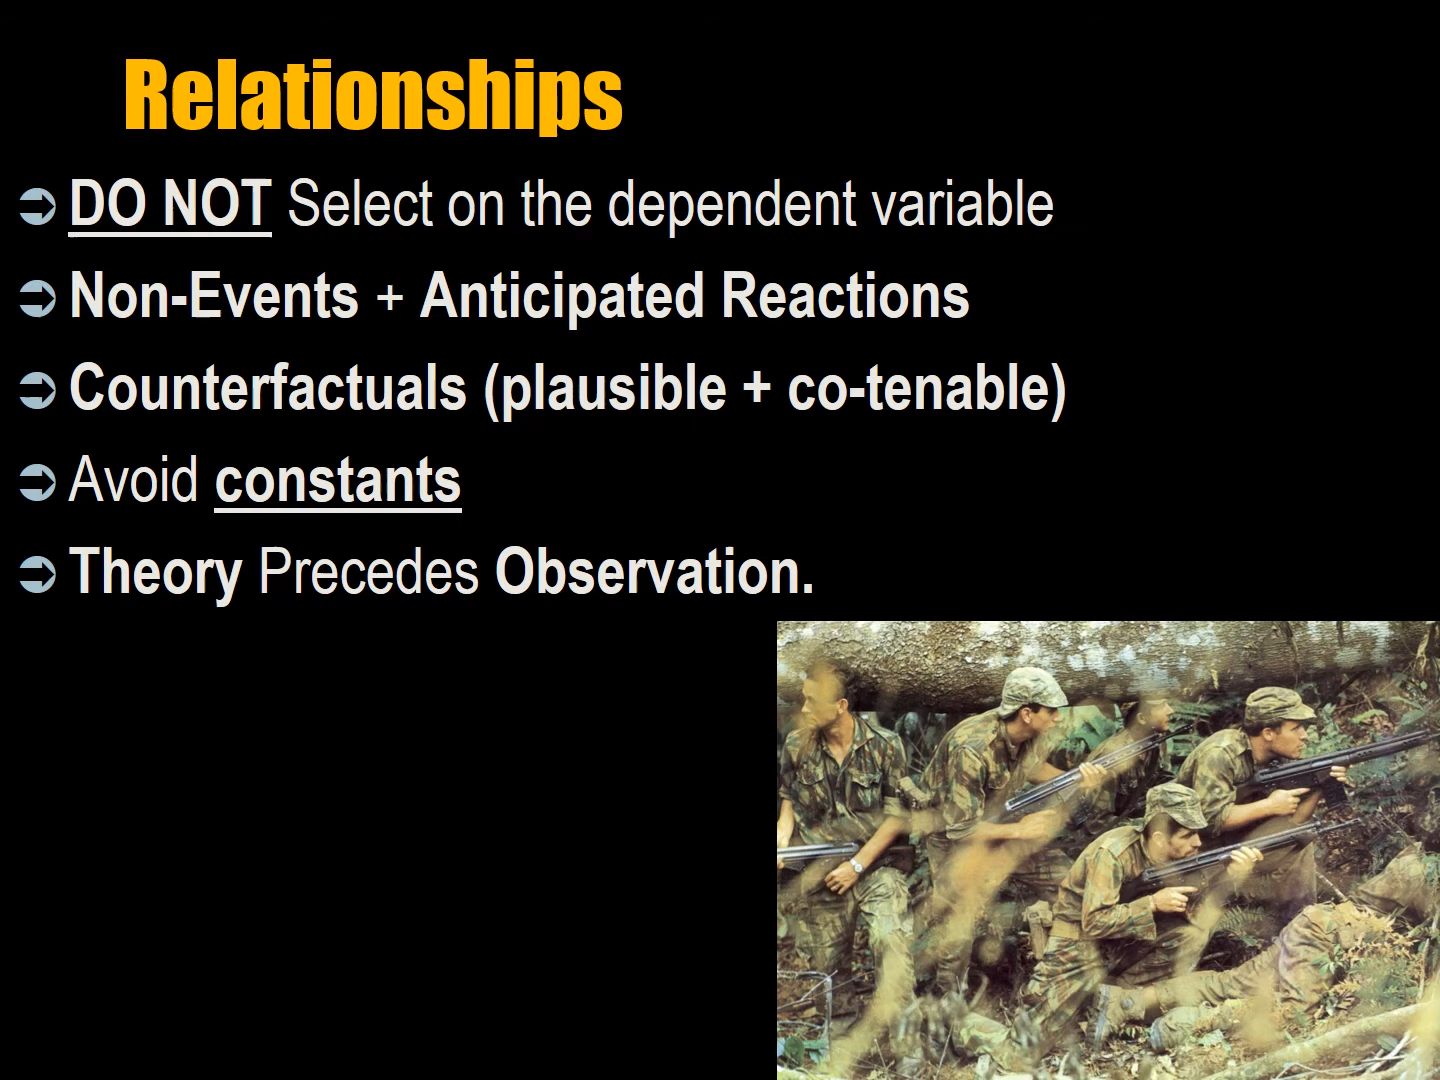 Relationships
DO NOT Select on the dependent variable
Non-Events + Anticipated Reactions
Counterfactuals (plausible + co-tenable)
Avoid constants
Theory Precedes Observation.